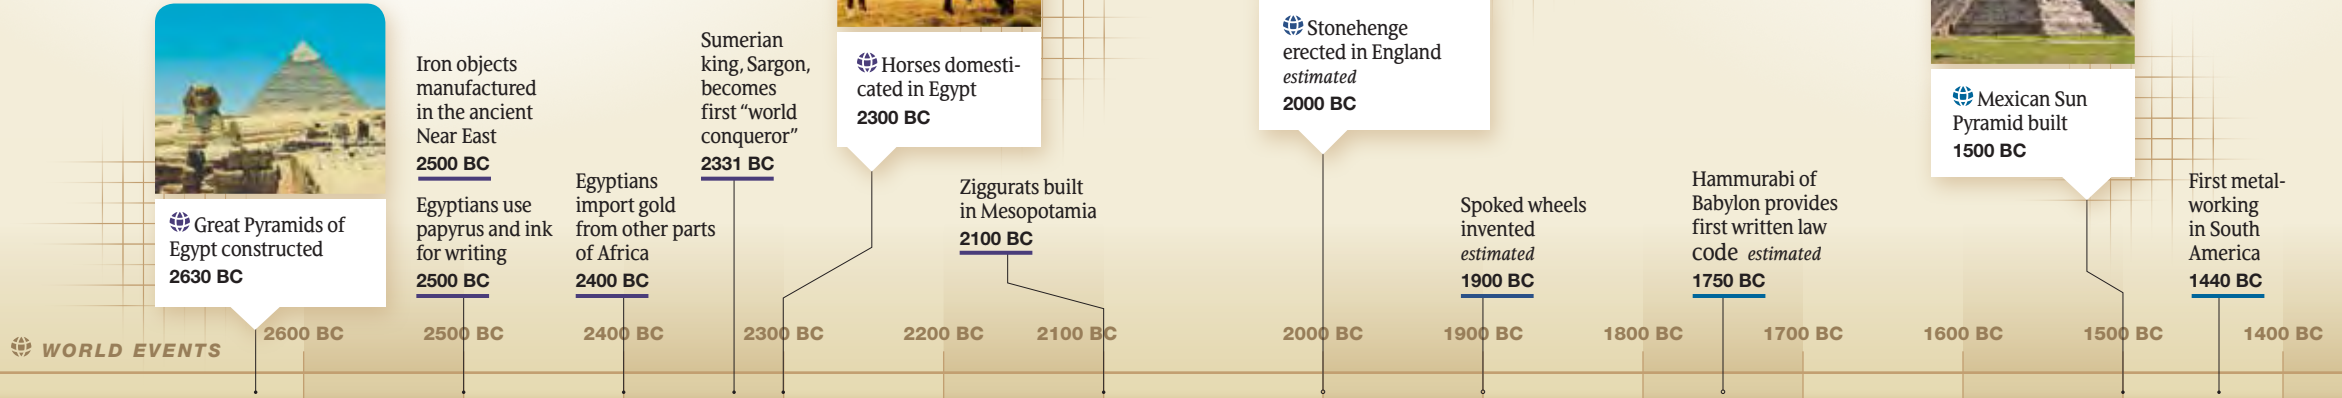 Great Pyramids of
Egypt constructed
2630 BC
Iron objects
manufactured
in the ancient
Near East
2500 BC
Egyptians use
papyrus and ink
for writing
2500 BC
Egyptians
import gold
from other parts
of Africa
2400 BC
Sumerian
king, Sargon,
becomes
first “world
conqueror”
2331 BC
Horses domesti-
cated in Egypt
2300 BC
Ziggurats built
in Mesopotamia
2100 BC
Stonehenge
erected in England
estimated
2000 BC
Spoked wheels
invented
estimated
1900 BC
Hammurabi of
Babylon provides
first written law
code estimated
1750 BC
Mexican Sun
Pyramid built
1500 BC
First metal-
working
in South
America
1440 BC
WORLD EVENTS
2600 BC
2500 BC
2400 BC
2300 BC
2200 BC
2100 BC
2000 BC
1900 BC
1800 BC
1700 BC
1600 BC
1500 BC
1400 BC